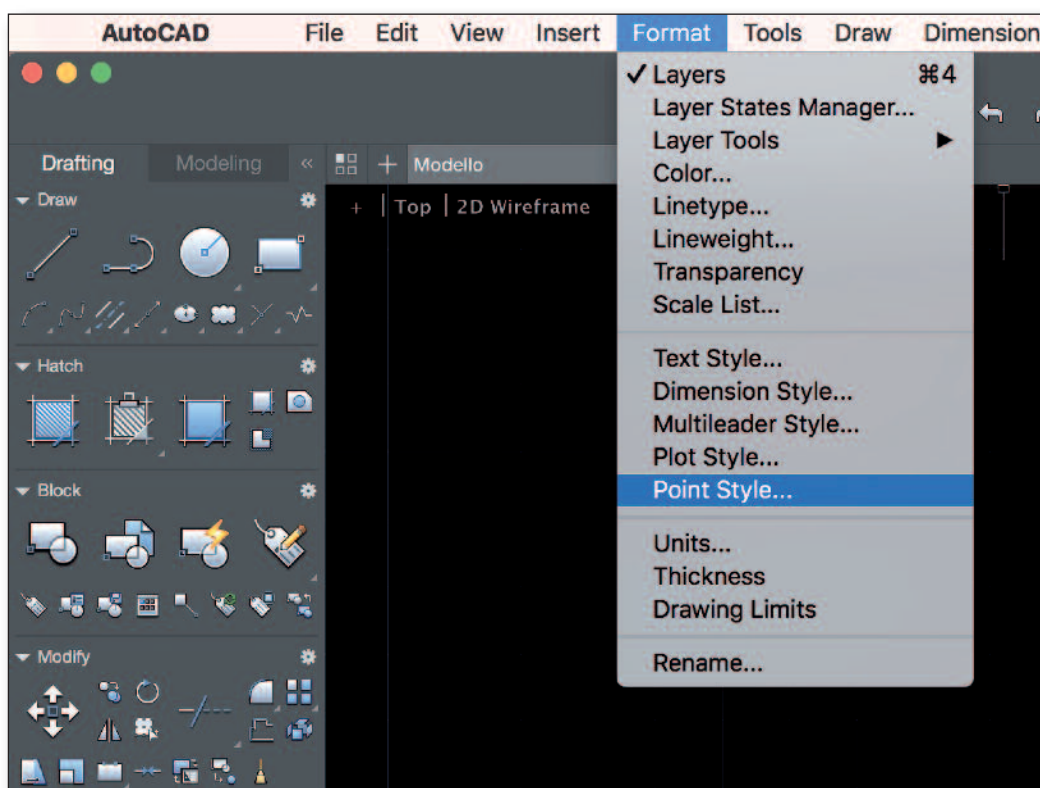 AutoCAD File Edit View Insert Format Tools Draw Dimension
✓ Layers ⌘4
Layer States Manager...
Layer Tools ▶
Color...
Linetype...
Lineweight...
Transparency
Scale List...
Text Style...
Dimension Style...
Multileader Style...
Plot Style...
Point Style...
Units...
Thickness
Drawing Limits
Rename...
Drafting Modeling « + Modello
+ | Top | 2D Wireframe
Draw
Hatch
Block
Modify